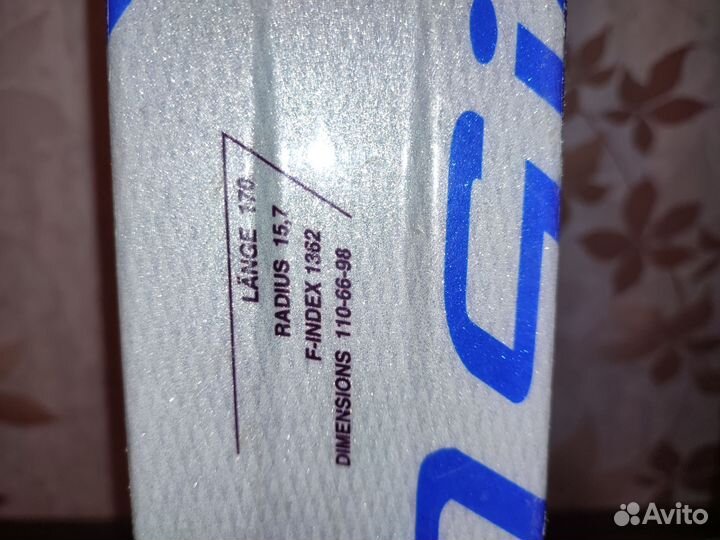 LÄNGE 170
RADIUS 15,7
F-INDEX 1362
DIMENSIONS 110-66-98
Avito